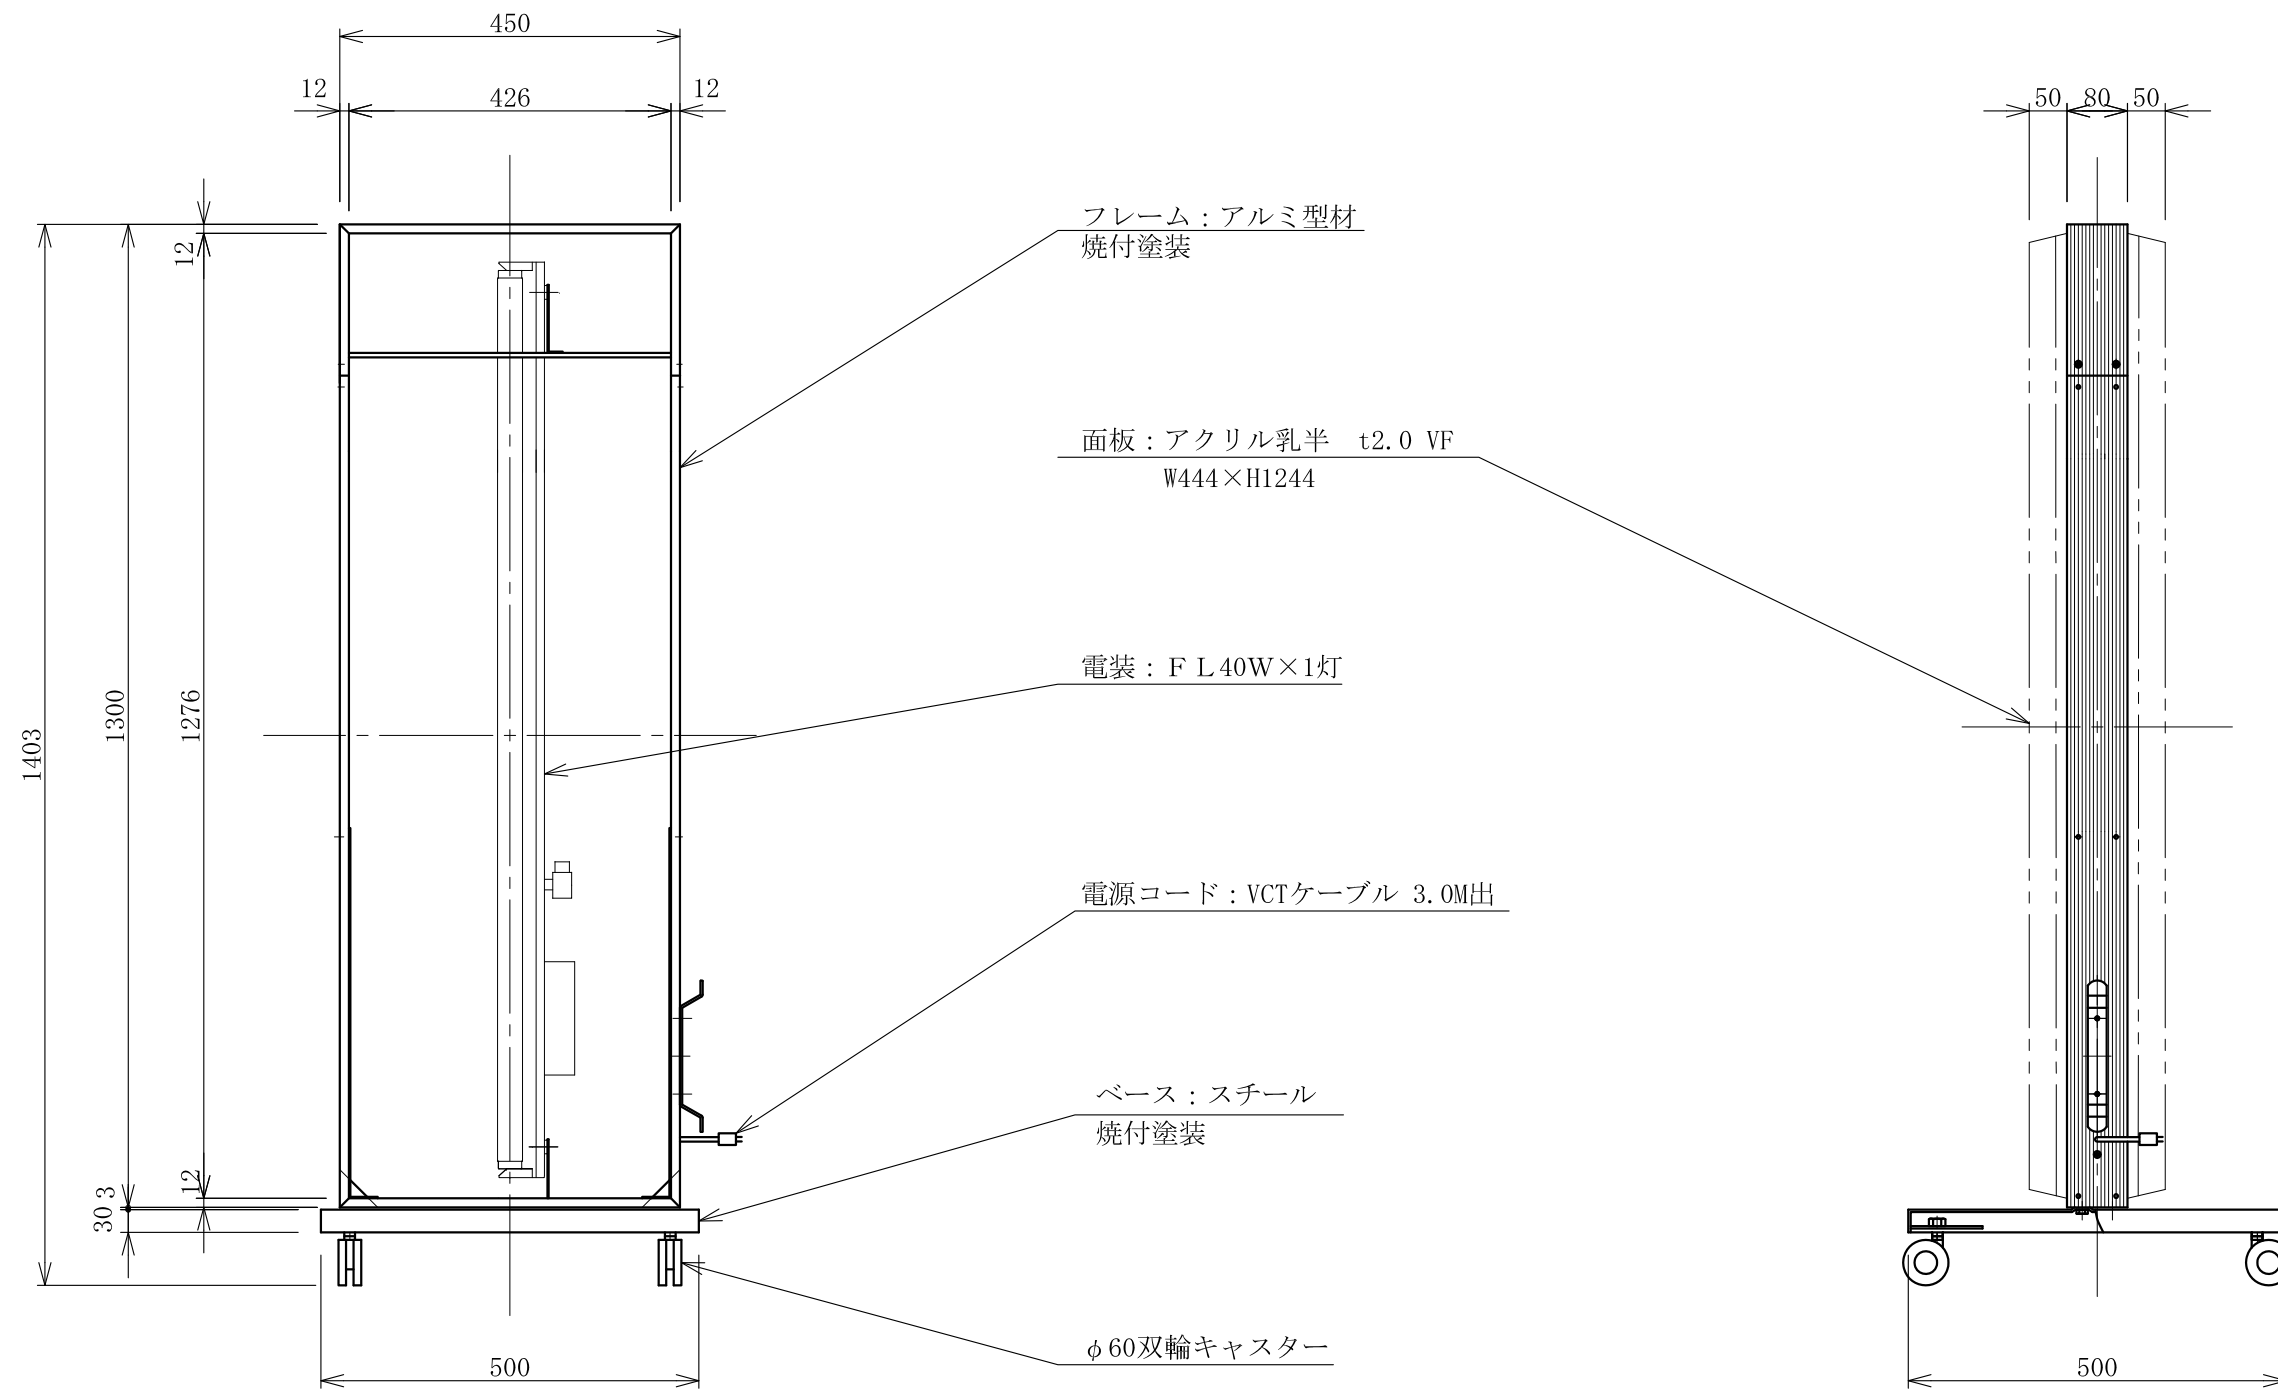 450
12
426
12
50
80
50
フレーム：アルミ型材
焼付塗装
12
面板：アクリル乳半　t2.0 VF
W444×H1244
電装：ＦＬ40W×1灯
1403
1300
1276
電源コード：VCTケーブル 3.0M出
ベース：スチール
焼付塗装
12
3
30
φ60双輪キャスター
500
500